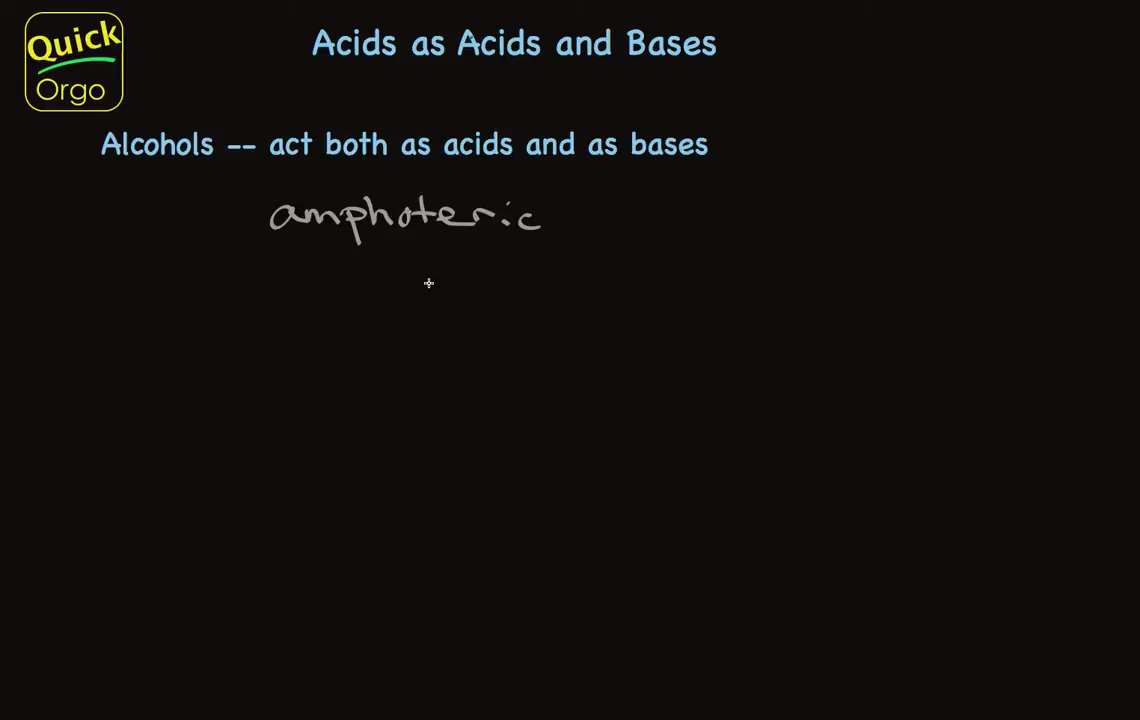 Quick
Orgo
Acids as Acids and Bases
Alcohols -- act both as acids and as bases
amphoteric